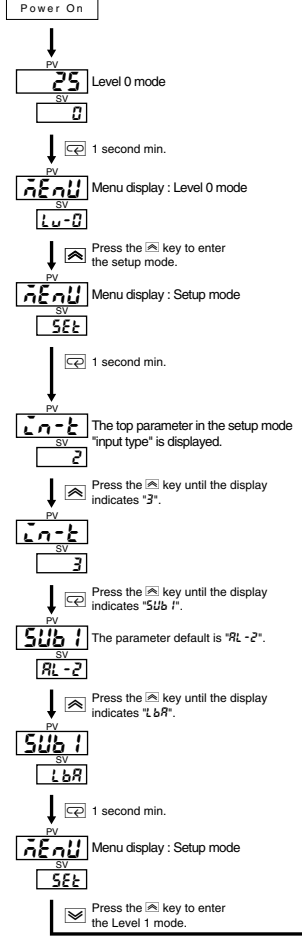 Power On
PV
25
Level 0 mode
SV
0
1 second min.
PV
mEnU
Menu display : Level 0 mode
SV
Lv-0
Press the key to enter
the setup mode.
PV
mEnU
Menu display : Setup mode
SV
SEt
1 second min.
PV
in-t
The top parameter in the setup mode
SV
"input type" is displayed.
2
Press the key until the display
indicates "3".
PV
in-t
SV
3
Press the key until the display
indicates "SUb1".
PV
SUb1
The parameter default is "AL-2".
SV
AL-2
Press the key until the display
indicates "LbA".
PV
SUb1
SV
LbA
1 second min.
PV
mEnU
Menu display : Setup mode
SV
SEt
Press the key to enter
the Level 1 mode.